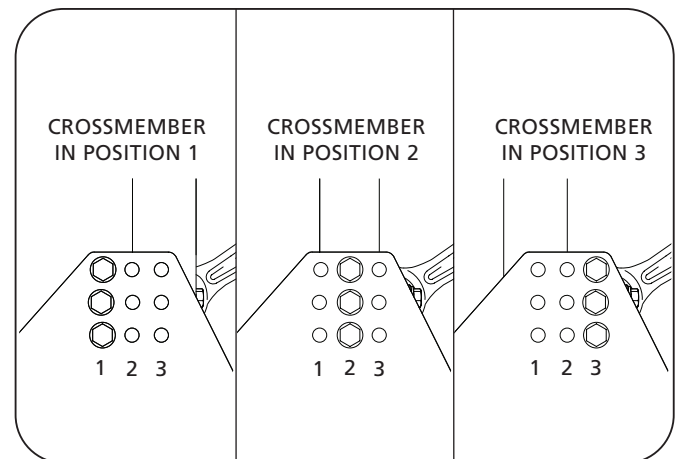 CROSSMEMBER
IN POSITION 1
1 2 3
CROSSMEMBER
IN POSITION 2
1 2 3
CROSSMEMBER
IN POSITION 3
1 2 3